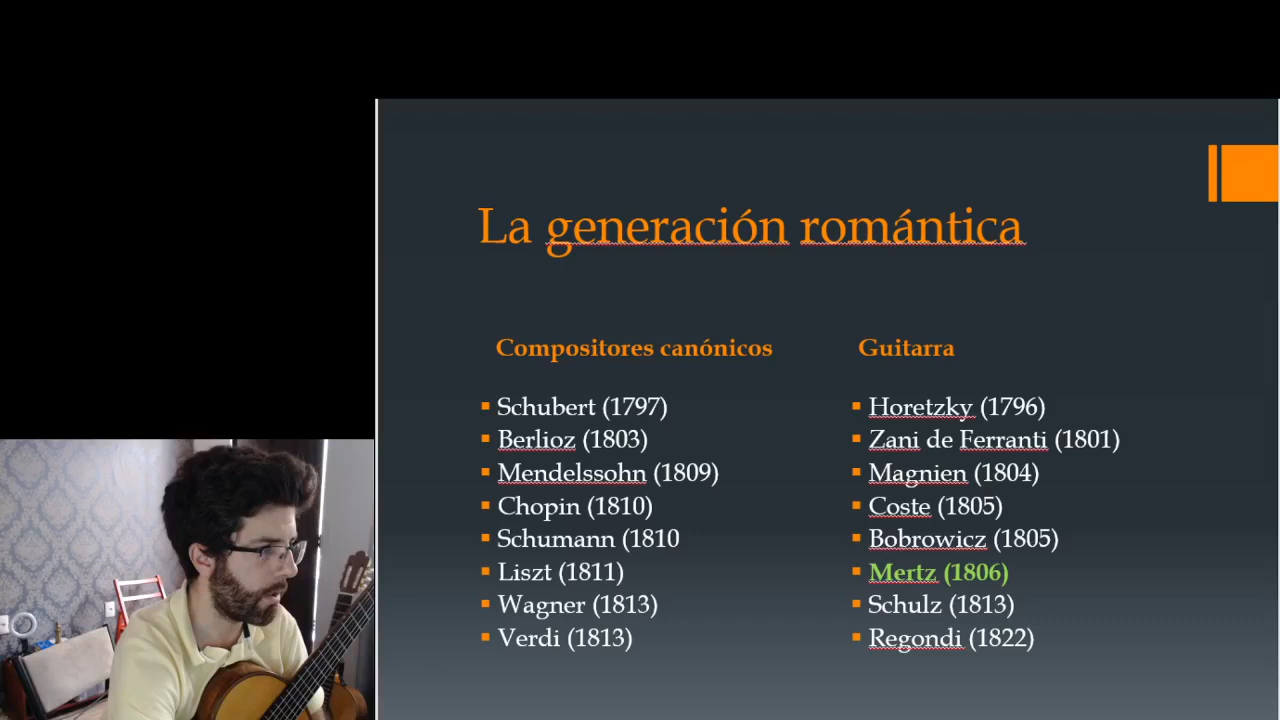 La generación romántica
Compositores canónicos
Schubert (1797)
Berlioz (1803)
Mendelssohn (1809)
Chopin (1810)
Schumann (1810
Liszt (1811)
Wagner (1813)
Verdi (1813)
Guitarra
Horetzky (1796)
Zani de Ferranti (1801)
Magnien (1804)
Coste (1805)
Bobrowicz (1805)
Mertz (1806)
Schulz (1813)
Regondi (1822)